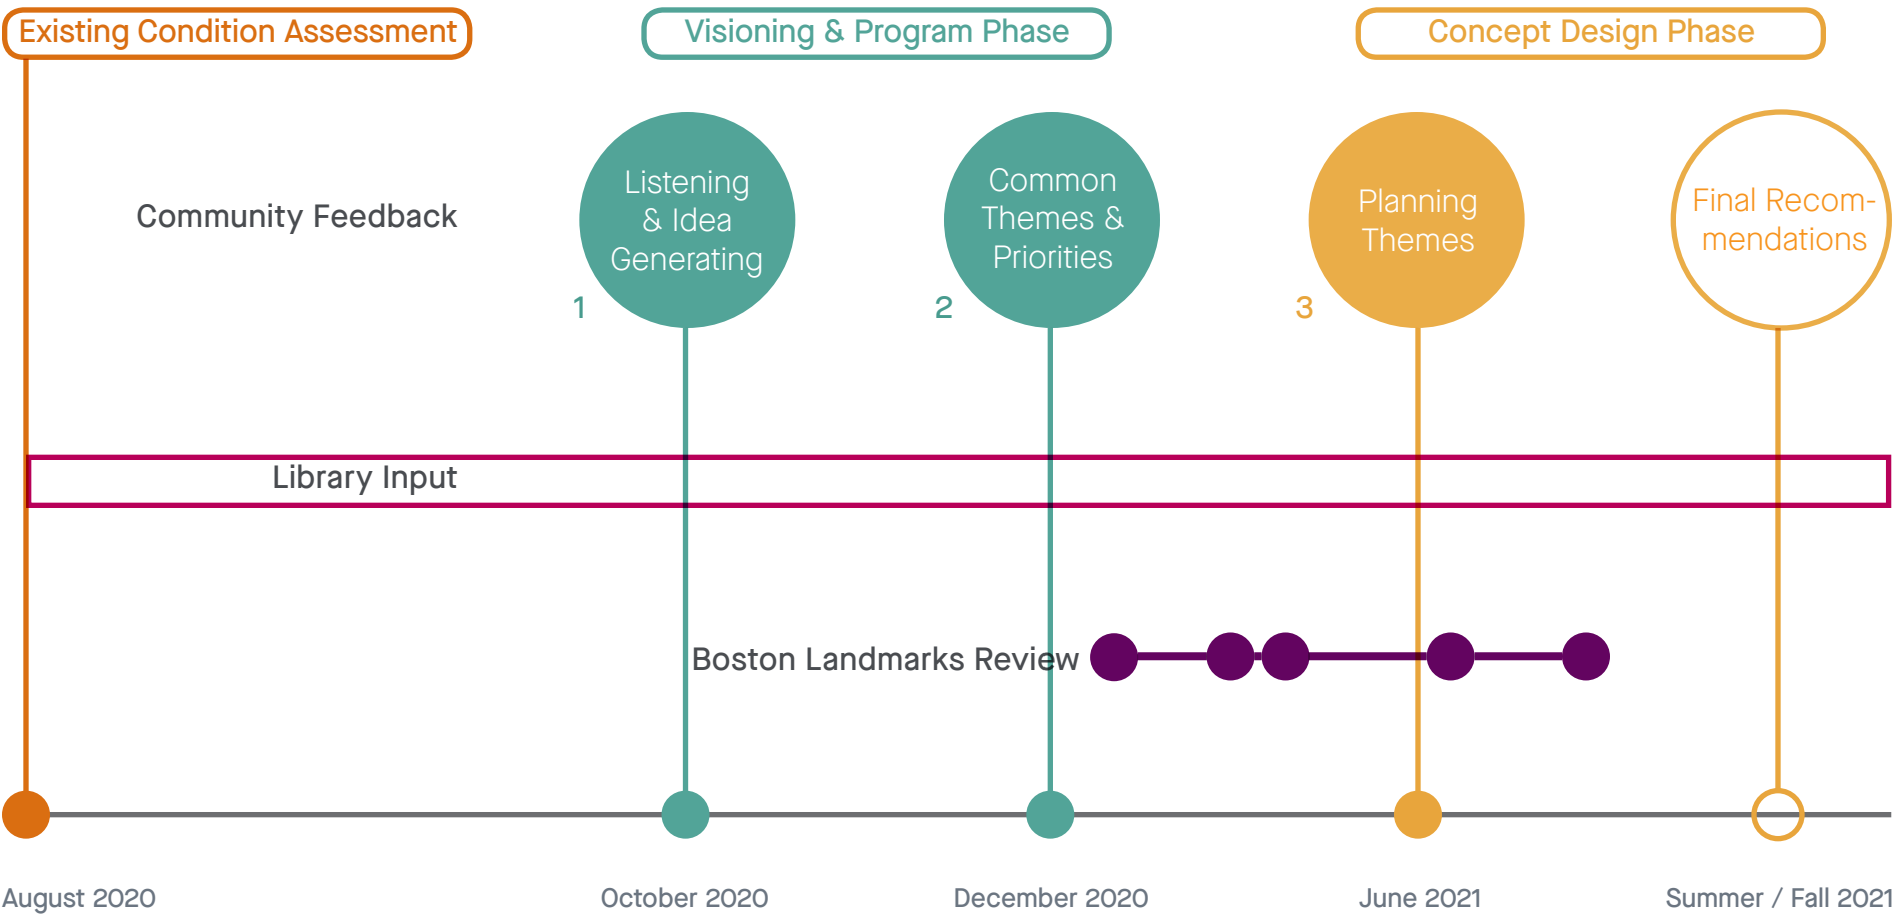 Existing Condition Assessment
Visioning & Program Phase
Concept Design Phase
Community Feedback
Listening
& Idea
Generating
1
Common
Themes &
Priorities
2
Planning
Themes
3
Final Recom-
mendations
Library Input
Boston Landmarks Review
August 2020
October 2020
December 2020
June 2021
Summer / Fall 2021